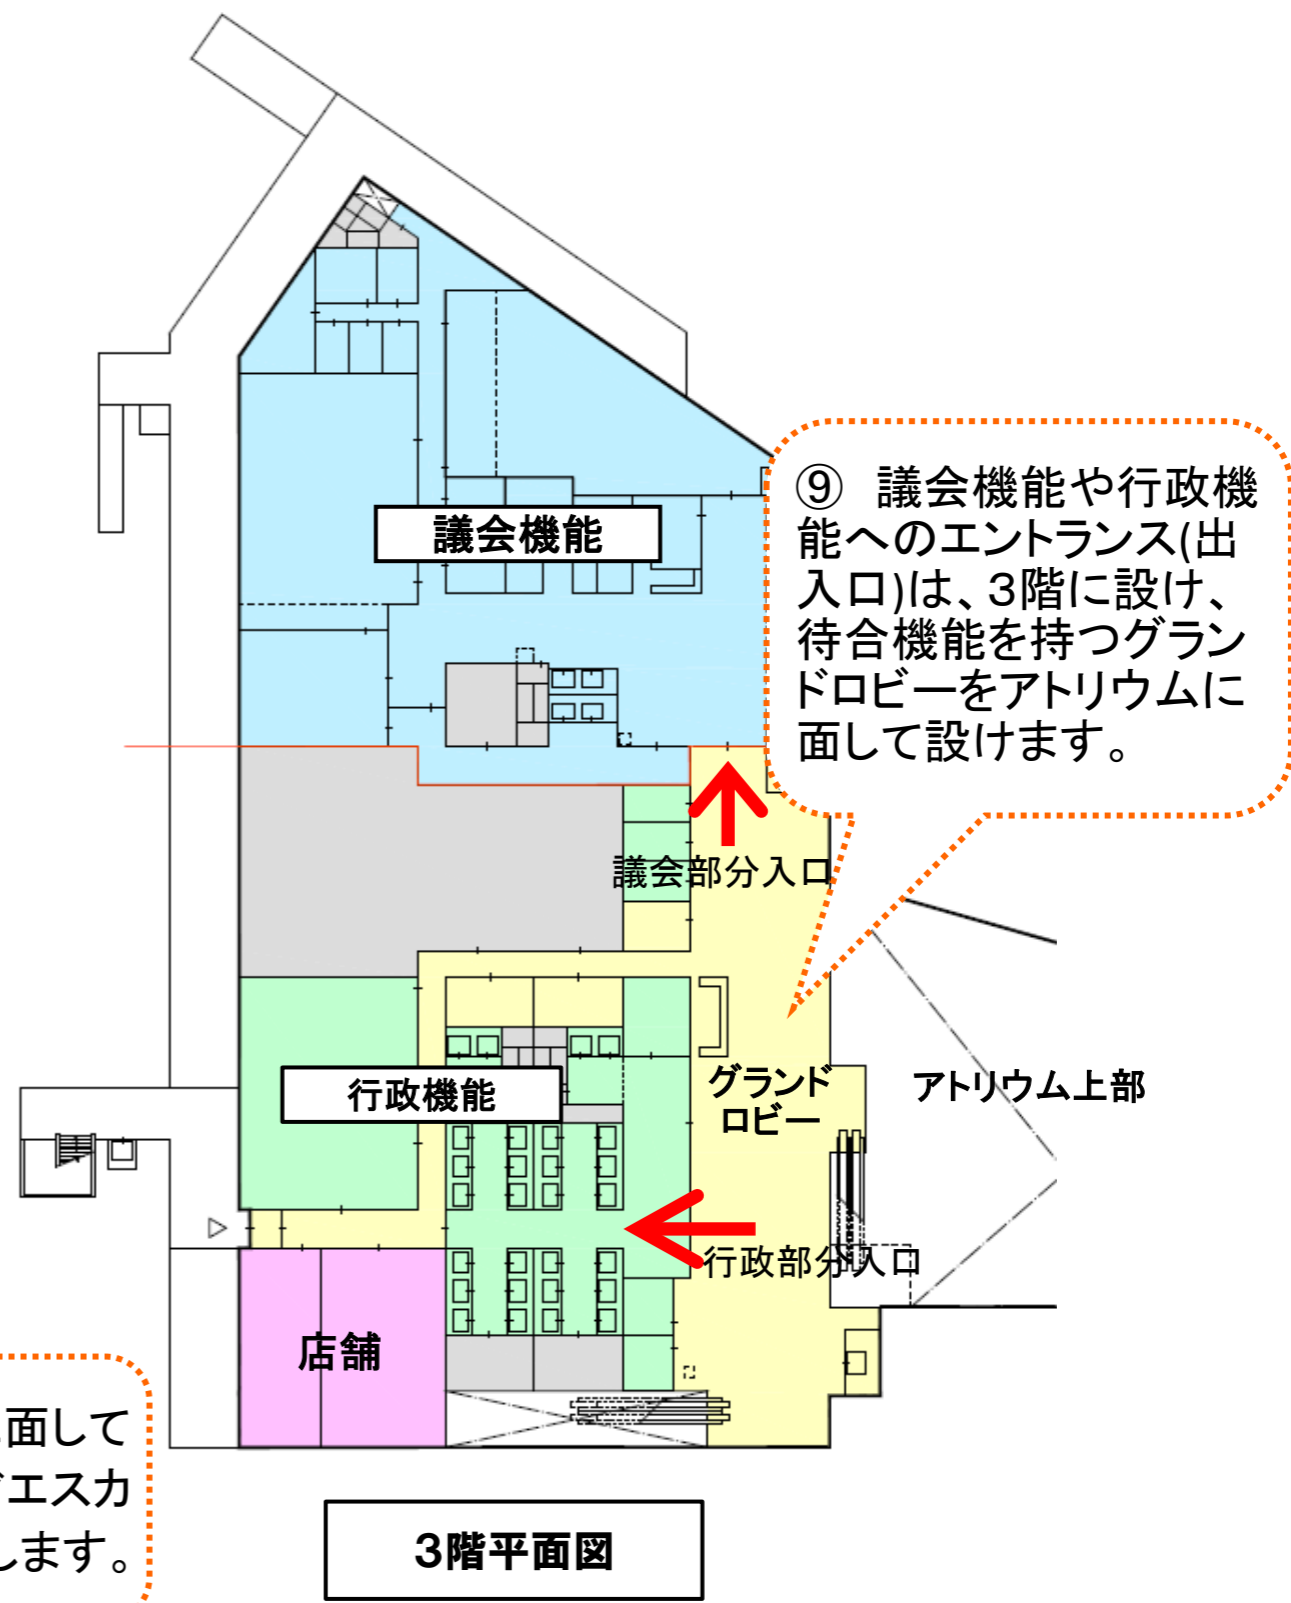 議会機能
⑨ 議会機能や行政機
能へのエントランス(出
入口)は、3階に設け、
待合機能を持つグラン
ドロビーをアトリウムに
面して設けます。
議会部分入口
行政機能
グランド
ロビー
アトリウム上部
行政部分入口
店舗
面して
エスカ
します。
3階平面図